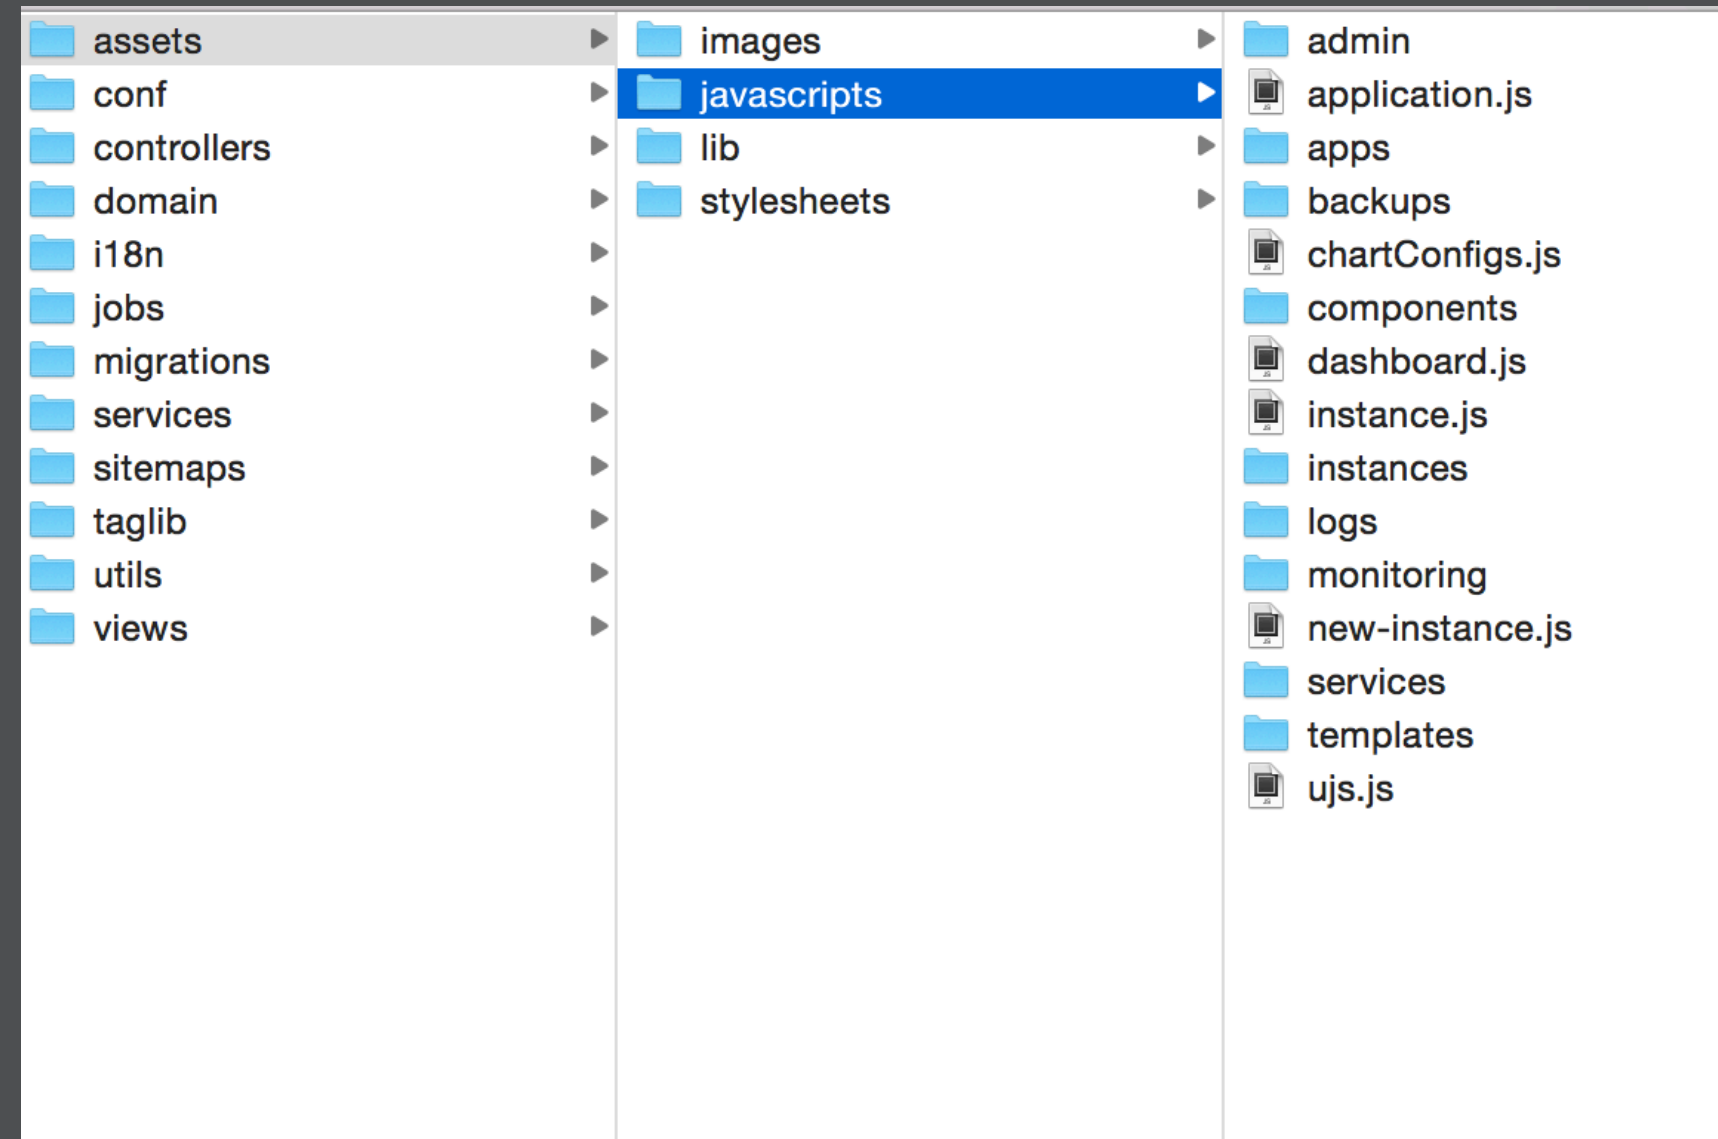 assets
conf
controllers
domain
i18n
jobs
migrations
services
sitemaps
taglib
utils
views
images
javascripts
lib
stylesheets
admin
application.js
apps
backups
chartConfigs.js
components
dashboard.js
instance.js
instances
logs
monitoring
new-instance.js
services
templates
ujs.js